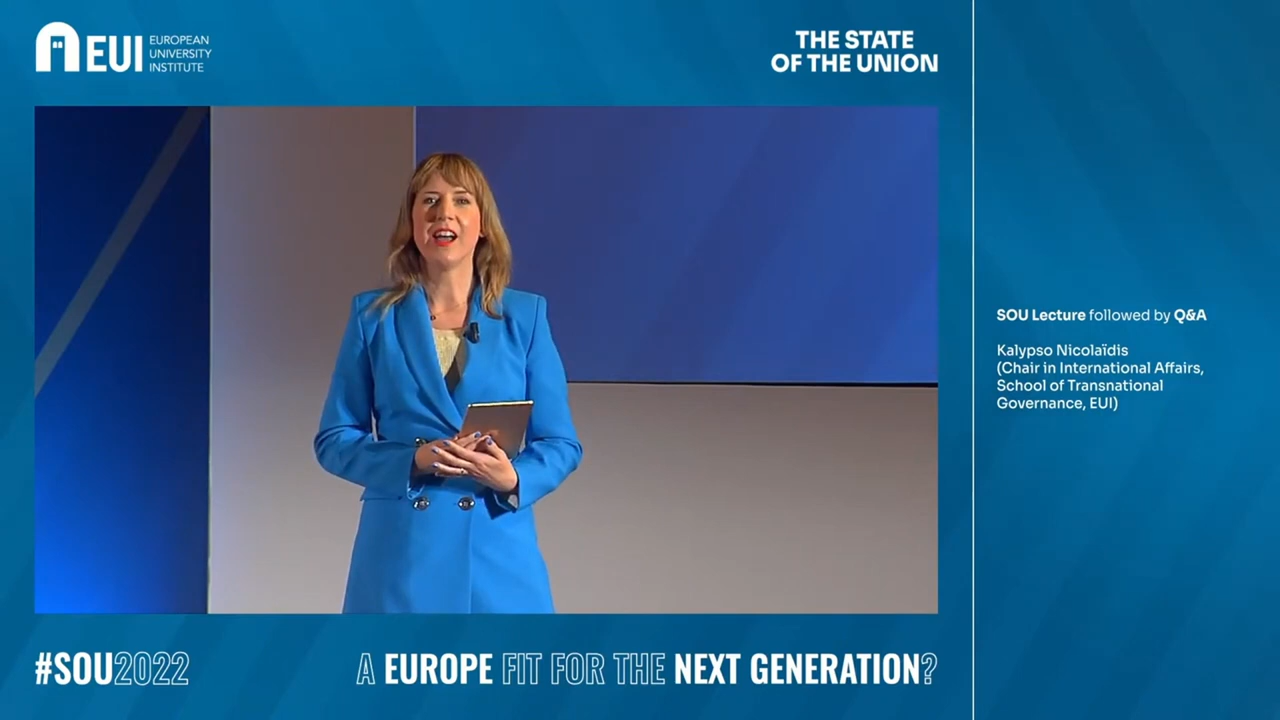 EUI
EUROPEAN
UNIVERSITY
INSTITUTE
THE STATE
OF THE UNION
SOU Lecture followed by Q&A
Kalypso Nicolaïdis
(Chair in International Affairs,
School of Transnational
Governance, EUI)
#SOU2022
A EUROPE FIT FOR THE NEXT GENERATION?